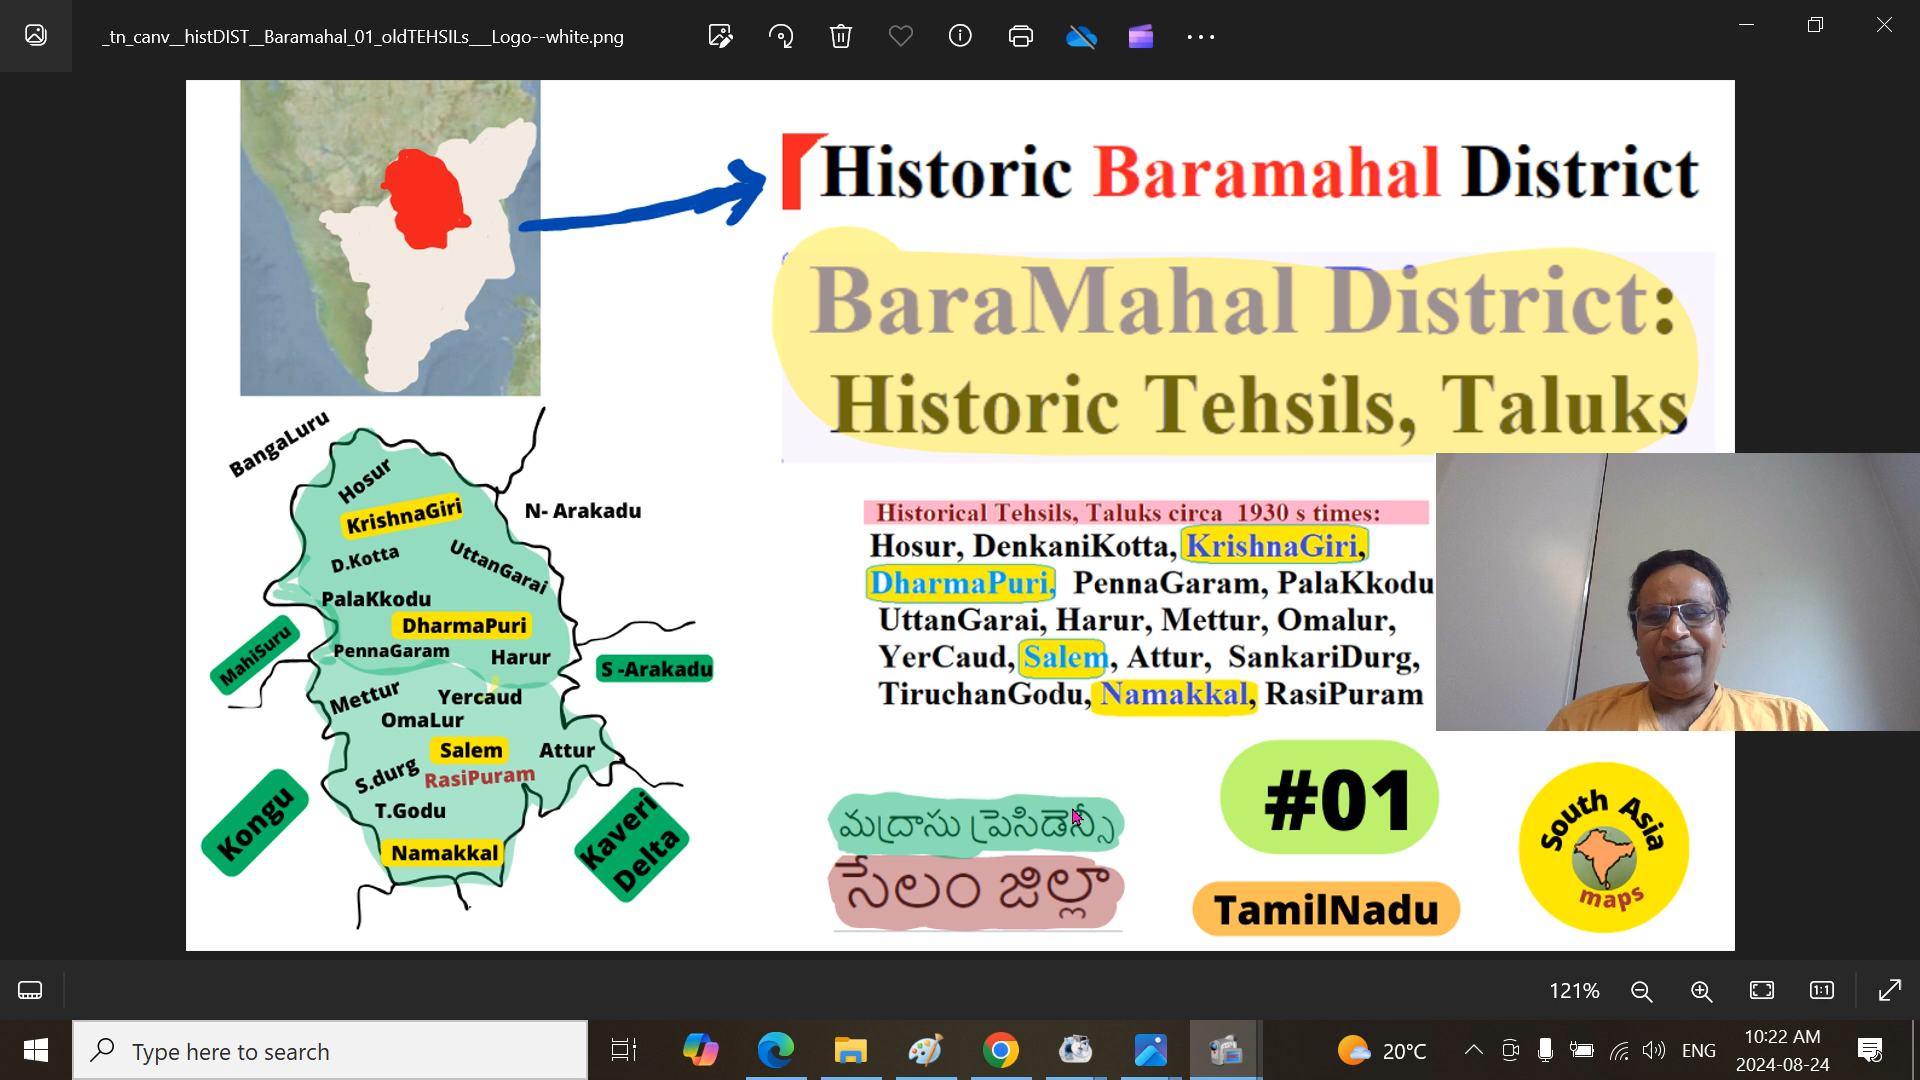 _tn_canv__histDIST__Baramahal_01_oldTEHSILs___Logo--white.png
Historic Baramahal District
BaraMahal District:
Historic Tehsils, Taluks
BangaLuru
Hosur
KrishnaGiri
N- Arakadu
D.Kotta
UttanGarai
PalaKkodu
DharmaPuri
MahiSuru
PennaGaram
Harur
S -Arakadu
Mettur
Yercaud
OmaLur
Salem
Attur
S.durg
RasiPuram
T.Godu
Kongu
Namakkal
Kaveri
Delta
Historical Tehsils, Taluks circa 1930 s times:
Hosur, DenkaniKotta, KrishnaGiri,
DharmaPuri, PennaGaram, PalaKkodu
UttanGarai, Harur, Mettur, Omalur,
YerCaud, Salem, Attur, SankariDurg,
TiruchanGodu, Namakkal, RasiPuram
మద్రాసు ప్రెసిడెన్సీ
సేలం జిల్లా
#01
TamilNadu
South Asia
maps
121%
Type here to search
20°C
ENG
10:22 AM
2024-08-24